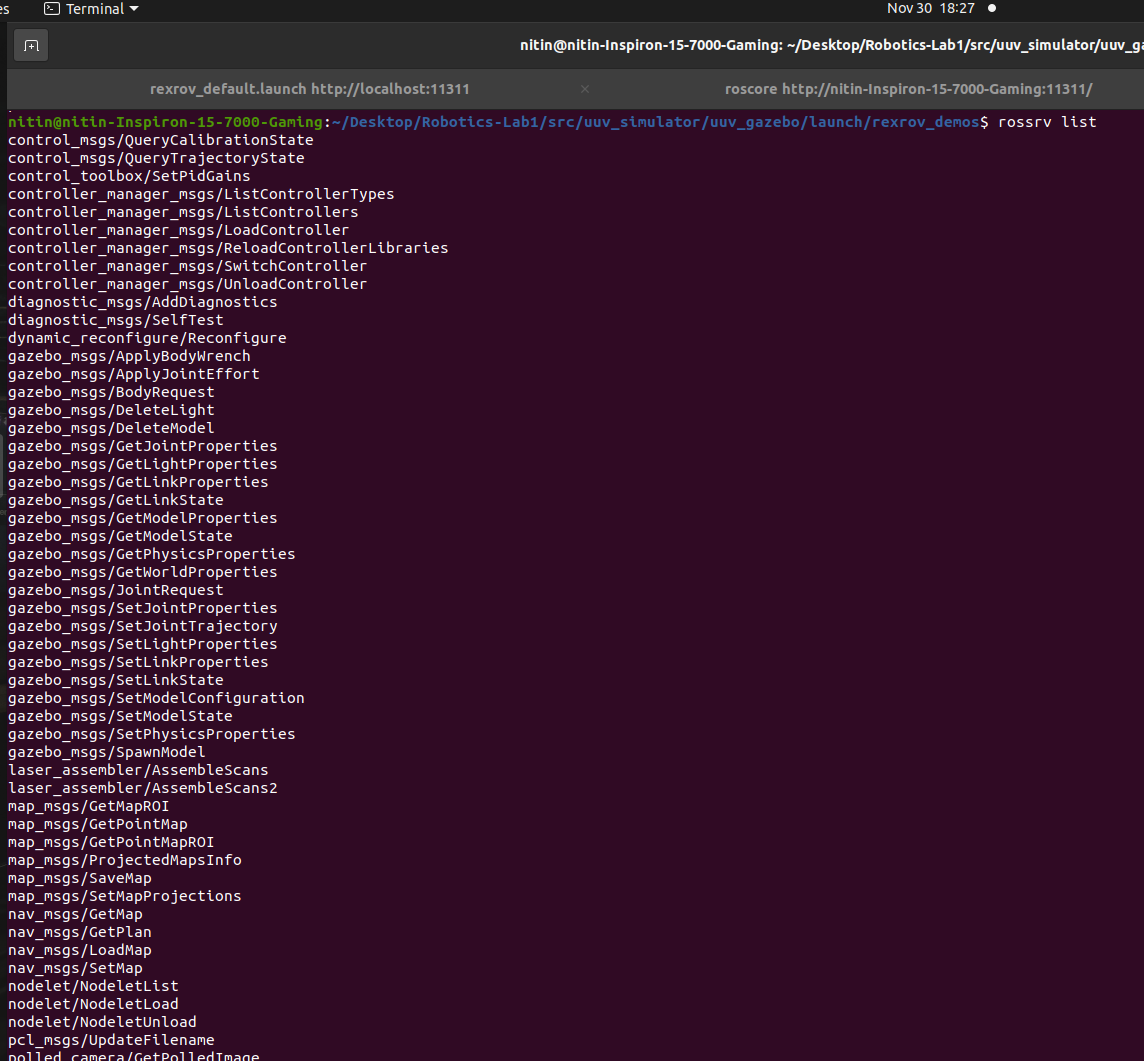 es Terminal Nov 30 18:27
nitin@nitin-Inspiron-15-7000-Gaming: ~/Desktop/Robotics-Lab1/src/uuv_simulator/uuv_ga
rexrov_default.launch http://localhost:11311 × roscore http://nitin-Inspiron-15-7000-Gaming:11311/
nitin@nitin-Inspiron-15-7000-Gaming:~/Desktop/Robotics-Lab1/src/uuv_simulator/uuv_gazebo/launch/rexrov_demos$ rossrv list
control_msgs/QueryCalibrationState
control_msgs/QueryTrajectoryState
control_toolbox/SetPidGains
controller_manager_msgs/ListControllerTypes
controller_manager_msgs/ListControllers
controller_manager_msgs/LoadController
controller_manager_msgs/ReloadControllerLibraries
controller_manager_msgs/SwitchController
controller_manager_msgs/UnloadController
diagnostic_msgs/AddDiagnostics
diagnostic_msgs/SelfTest
dynamic_reconfigure/Reconfigure
gazebo_msgs/ApplyBodyWrench
gazebo_msgs/ApplyJointEffort
gazebo_msgs/BodyRequest
gazebo_msgs/DeleteLight
gazebo_msgs/DeleteModel
gazebo_msgs/GetJointProperties
gazebo_msgs/GetLightProperties
gazebo_msgs/GetLinkProperties
gazebo_msgs/GetLinkState
gazebo_msgs/GetModelProperties
gazebo_msgs/GetModelState
gazebo_msgs/GetPhysicsProperties
gazebo_msgs/GetWorldProperties
gazebo_msgs/JointRequest
gazebo_msgs/SetJointProperties
gazebo_msgs/SetJointTrajectory
gazebo_msgs/SetLightProperties
gazebo_msgs/SetLinkProperties
gazebo_msgs/SetLinkState
gazebo_msgs/SetModelConfiguration
gazebo_msgs/SetModelState
gazebo_msgs/SetPhysicsProperties
gazebo_msgs/SpawnModel
laser_assembler/AssembleScans
laser_assembler/AssembleScans2
map_msgs/GetMapROI
map_msgs/GetPointMap
map_msgs/GetPointMapROI
map_msgs/ProjectedMapsInfo
map_msgs/SaveMap
map_msgs/SetMapProjections
nav_msgs/GetMap
nav_msgs/GetPlan
nav_msgs/LoadMap
nav_msgs/SetMap
nodelet/NodeletList
nodelet/NodeletLoad
nodelet/NodeletUnload
pcl_msgs/UpdateFilename
polled_camera/GetPolledImage